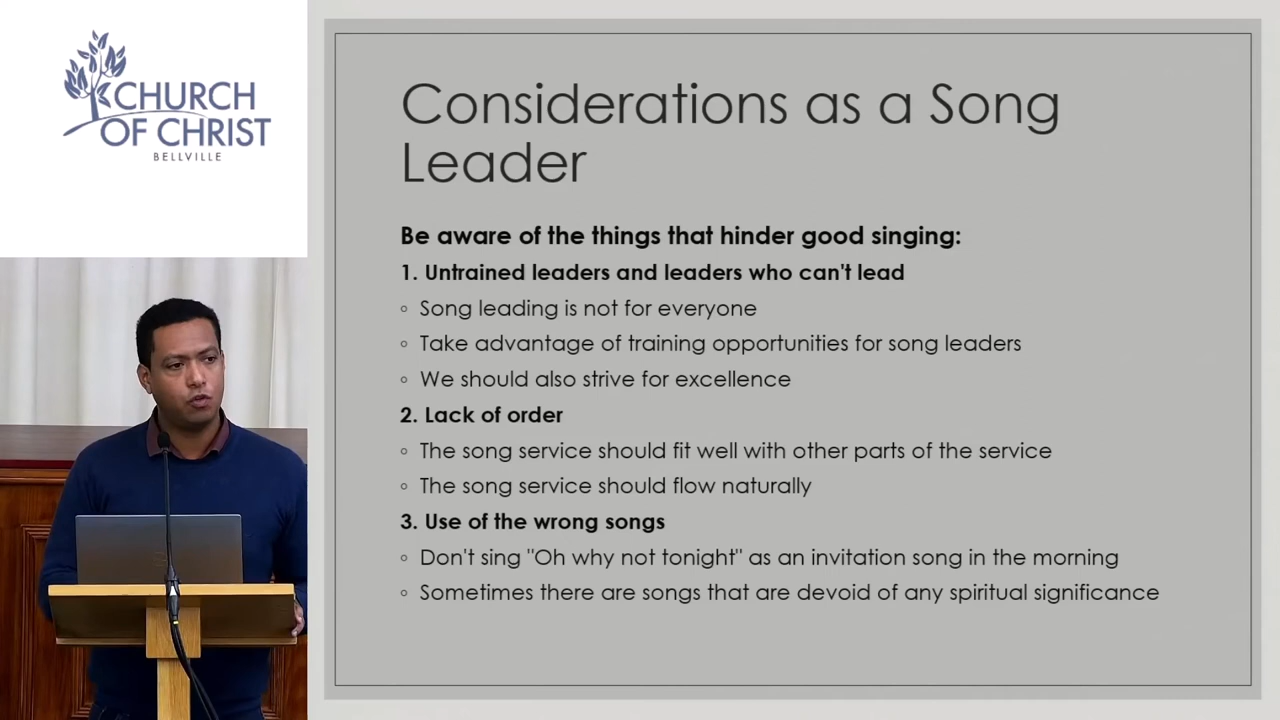 CHURCH
OF CHRIST
BELLVILLE
Considerations as a Song
Leader
Be aware of the things that hinder good singing:
1. Untrained leaders and leaders who can't lead
◦ Song leading is not for everyone
◦ Take advantage of training opportunities for song leaders
◦ We should also strive for excellence
2. Lack of order
◦ The song service should fit well with other parts of the service
◦ The song service should flow naturally
3. Use of the wrong songs
◦ Don't sing "Oh why not tonight" as an invitation song in the morning
◦ Sometimes there are songs that are devoid of any spiritual significance